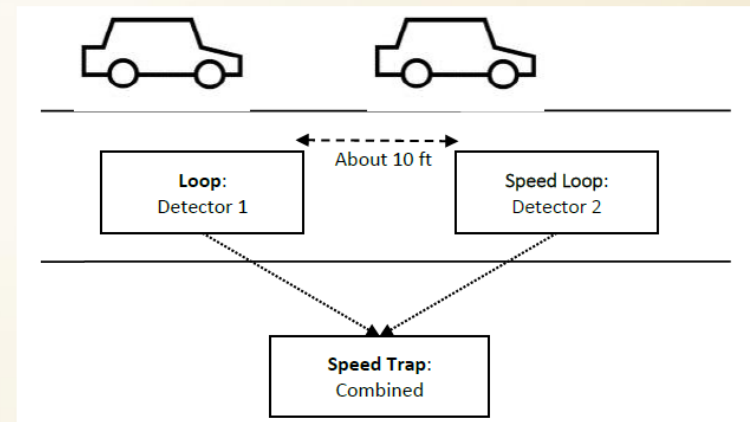 About 10 ft
Loop:
Detector 1
Speed Loop:
Detector 2
Speed Trap:
Combined